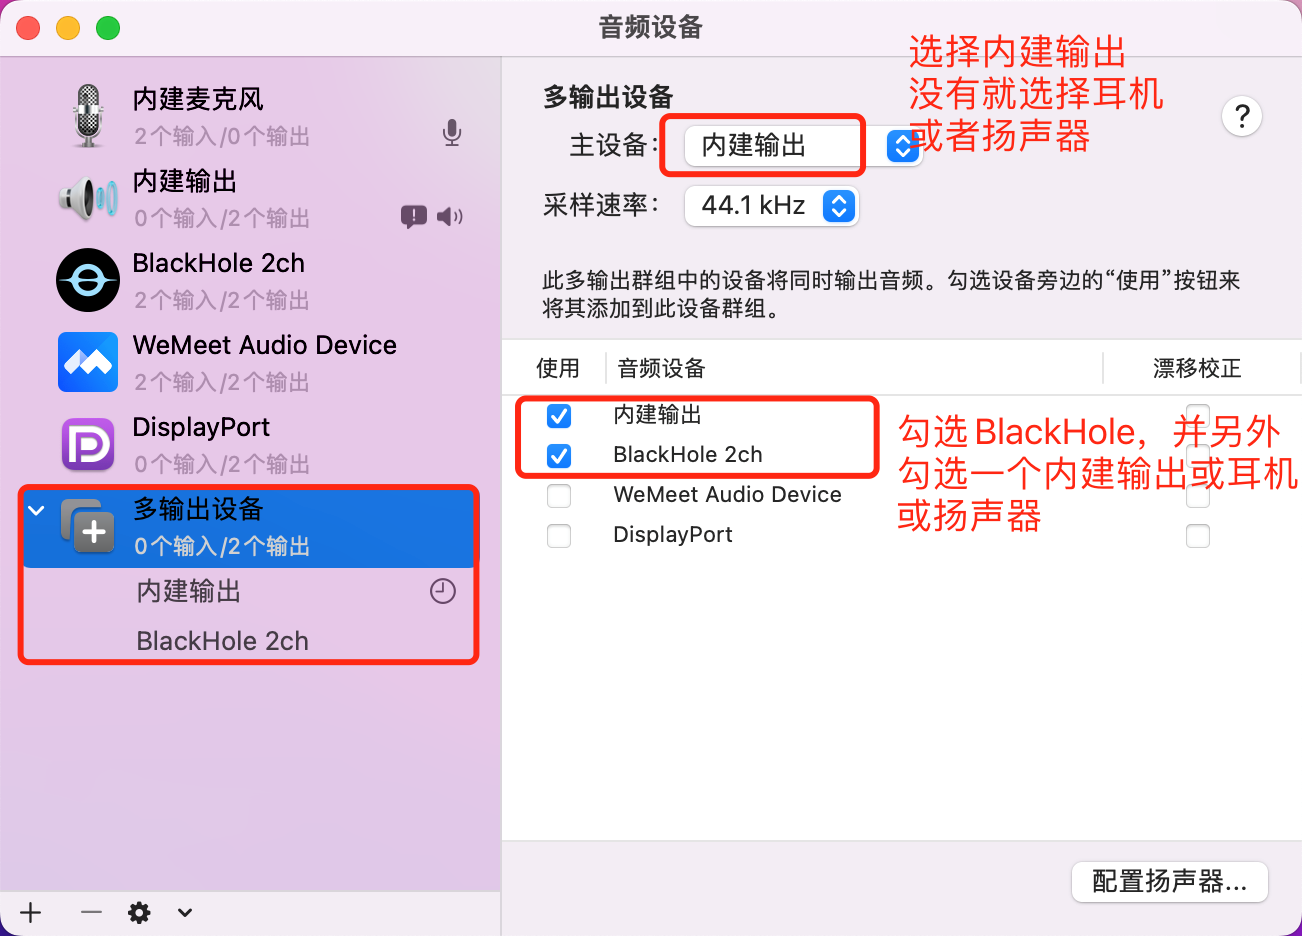 音频设备
内建麦克风
2个输入/0个输出
内建输出
0个输入/2个输出
BlackHole 2ch
2个输入/2个输出
WeMeet Audio Device
2个输入/2个输出
DisplayPort
0个输入/2个输出
多输出设备
0个输入/2个输出
内建输出
BlackHole 2ch
多输出设备
主设备：
内建输出
采样速率：
44.1 kHz
选择内建输出
没有就选择耳机
或者扬声器
?
此多输出群组中的设备将同时输出音频。勾选设备旁边的“使用”按钮来
将其添加到此设备群组。
使用
音频设备
漂移校正
内建输出
BlackHole 2ch
WeMeet Audio Device
DisplayPort
勾选 BlackHole，并另外
勾选一个内建输出或耳机
或扬声器
配置扬声器...